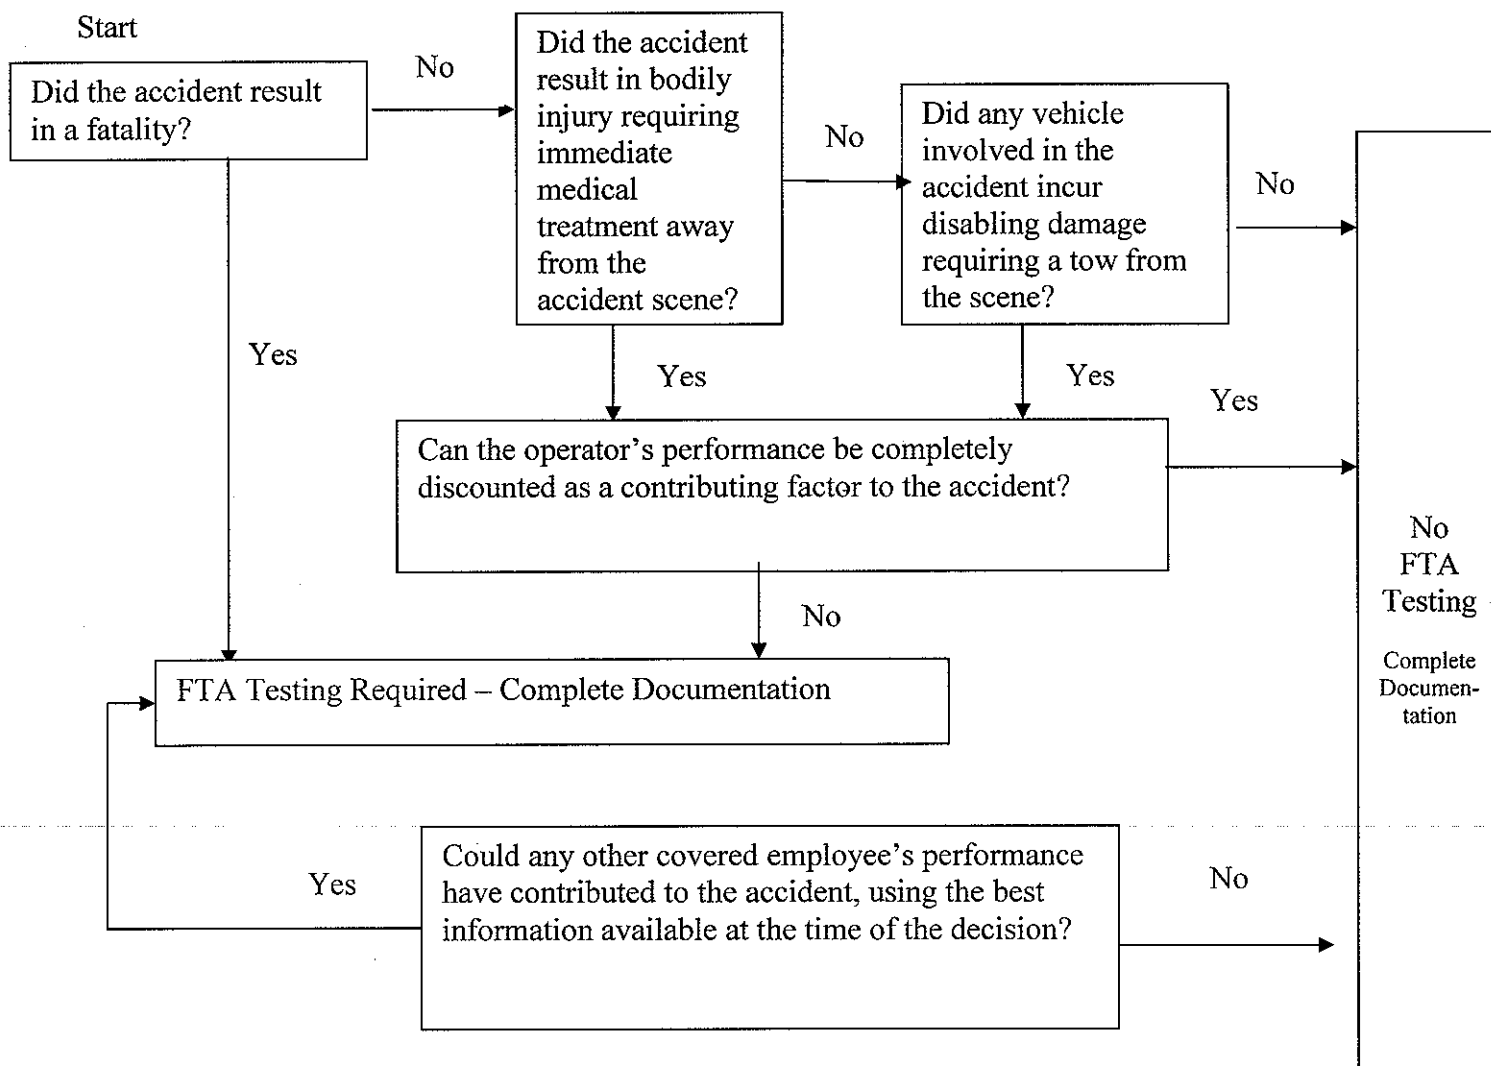 Start
Did the accident result
in a fatality?
No
Did the accident
result in bodily
injury requiring
immediate
medical
treatment away
from the
accident scene?
No
Did any vehicle
involved in the
accident incur
disabling damage
requiring a tow from
the scene?
No
Yes
Yes
Yes
Yes
Can the operator’s performance be completely
discounted as a contributing factor to the accident?
No
FTA Testing Required – Complete Documentation
No
FTA
Testing
Complete
Documen-
tation
Yes
Could any other covered employee’s performance
have contributed to the accident, using the best
information available at the time of the decision?
No